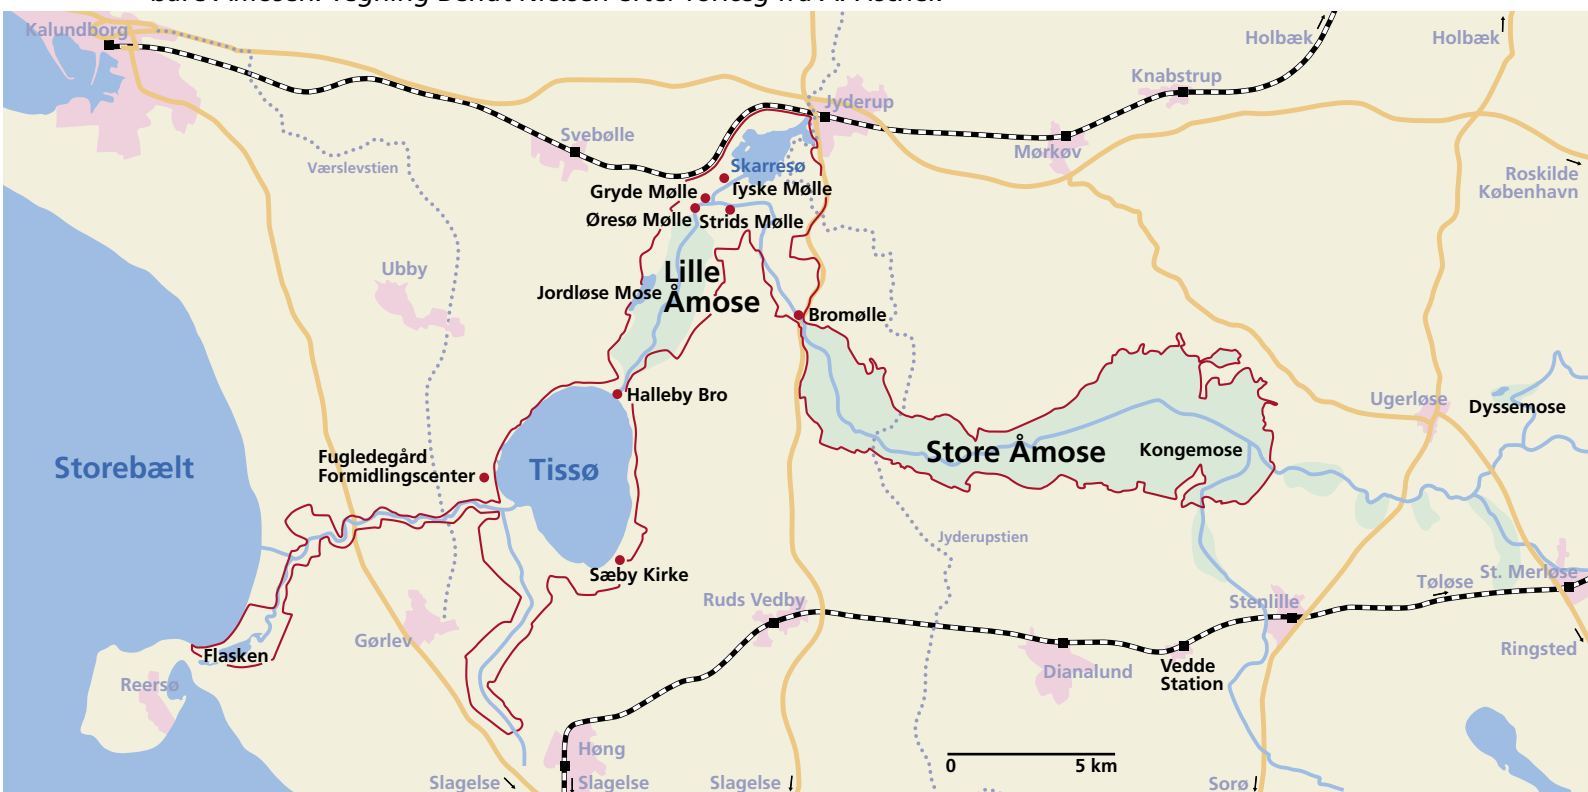 Kalundborg
Holbæk
Holbæk
Knabstrup
Jyderup
Svebølle
Mørkøv
Værslevstien
Skarresø
Roskilde
København
Gryde Mølle
Tyske Mølle
Øresø Mølle
Strids Mølle
Ubby
Lille
Åmose
Jordløse Mose
Bromølle
Halleby Bro
Ugerløse
Dyssemose
Storebælt
Fugledegård
Formidlingscenter
Tissø
Store Åmose
Kongemose
Jyderupstien
Sæby Kirke
Ruds Vedby
Tøløse
St. Merløse
Stenlille
Gørlev
Flasken
Reersø
Dianalund
Vedde
Station
Ringsted
Høng
0
5 km
Slagelse
Slagelse
Slagelse
Sorø